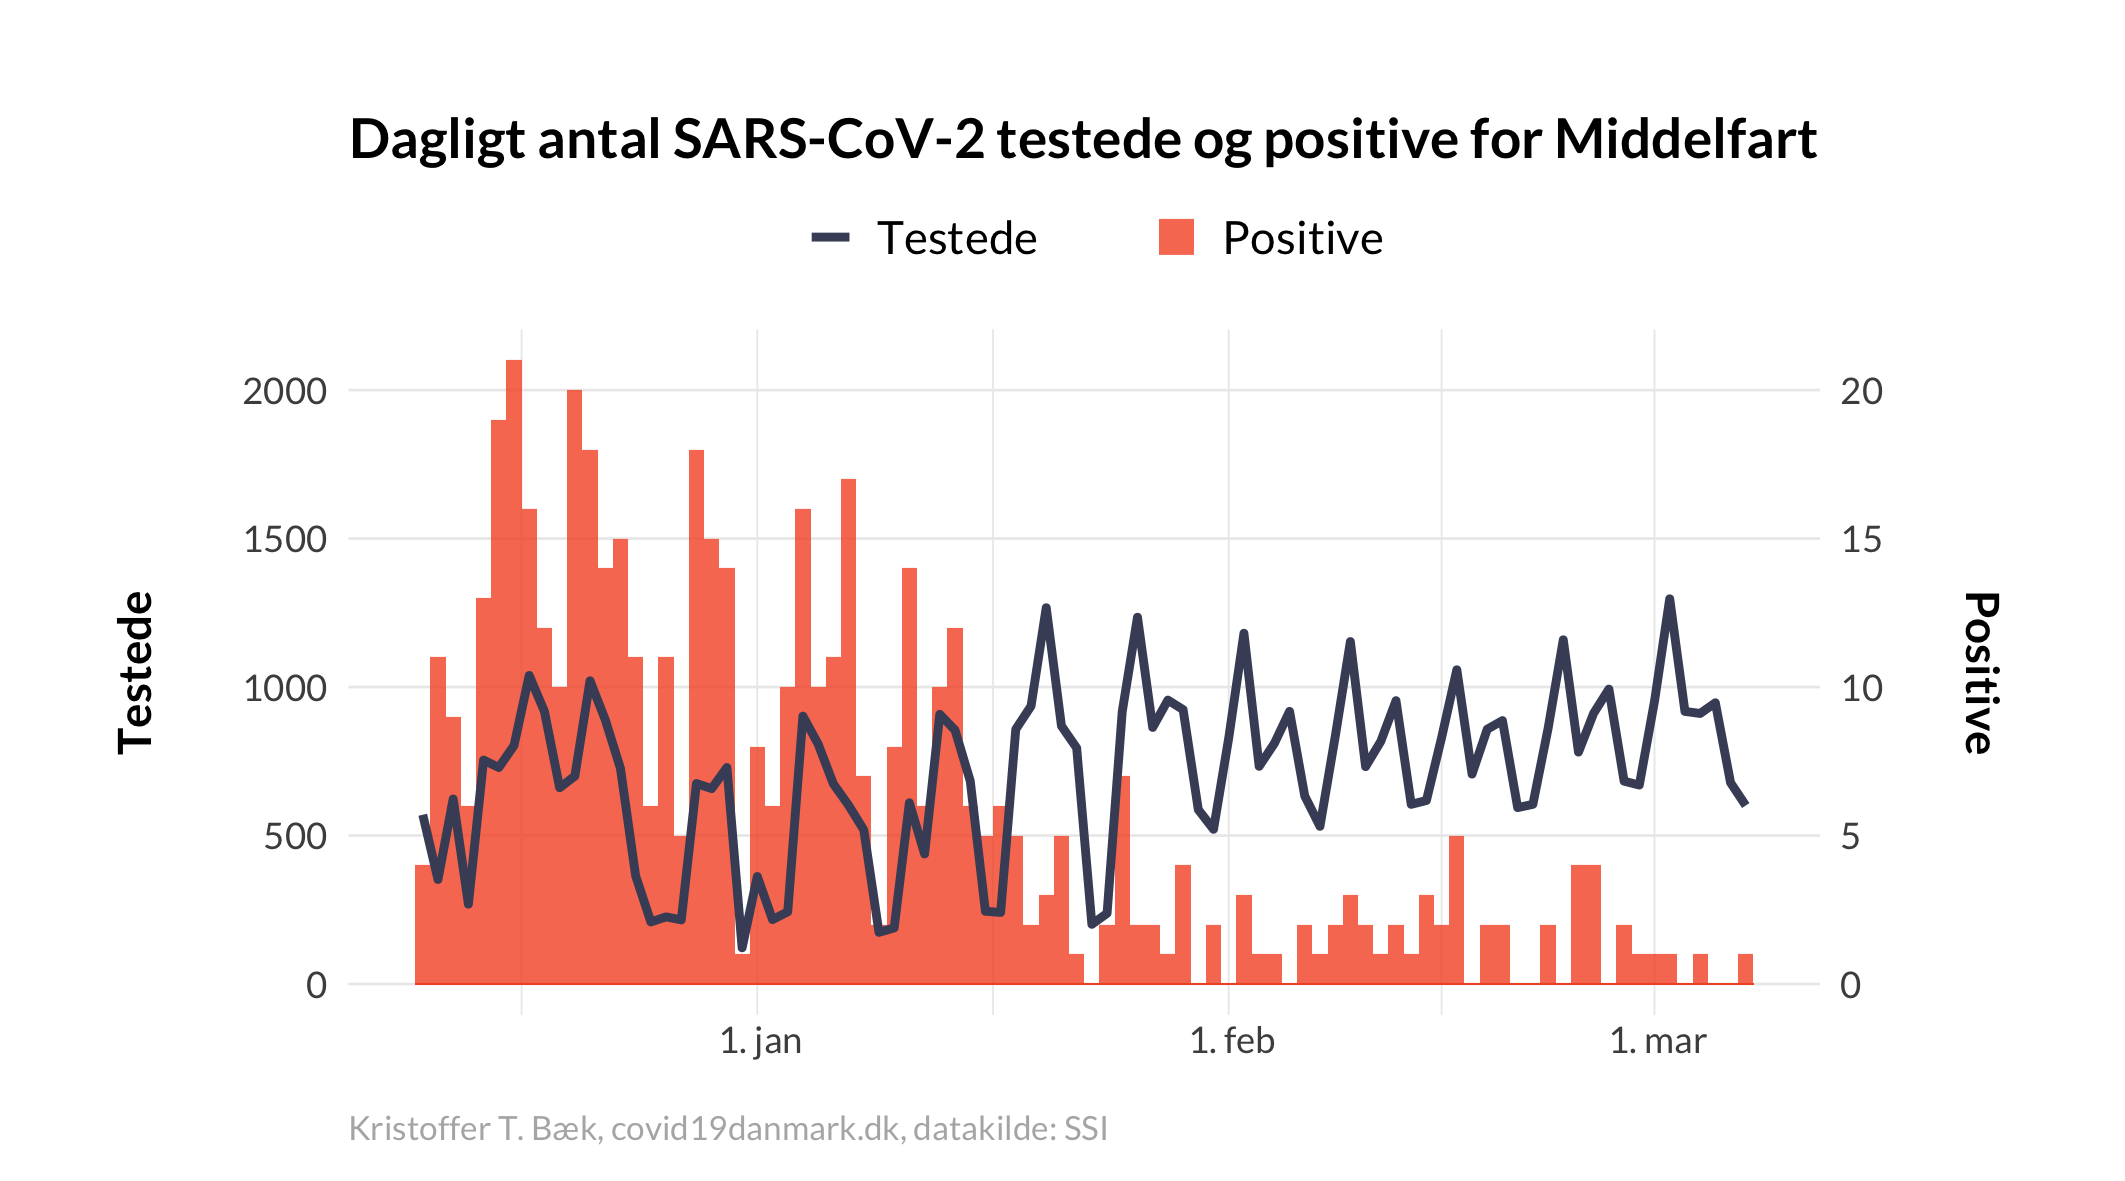 Dagligt antal SARS-CoV-2 testede og positive for Middelfart
Testede Positive
2000 20
1500 15
1000 10
500 5
0 0
Testede
Positive
1. jan 1. feb 1. mar
Kristoffer T. Bæk, covid19danmark.dk, datakilde: SSI